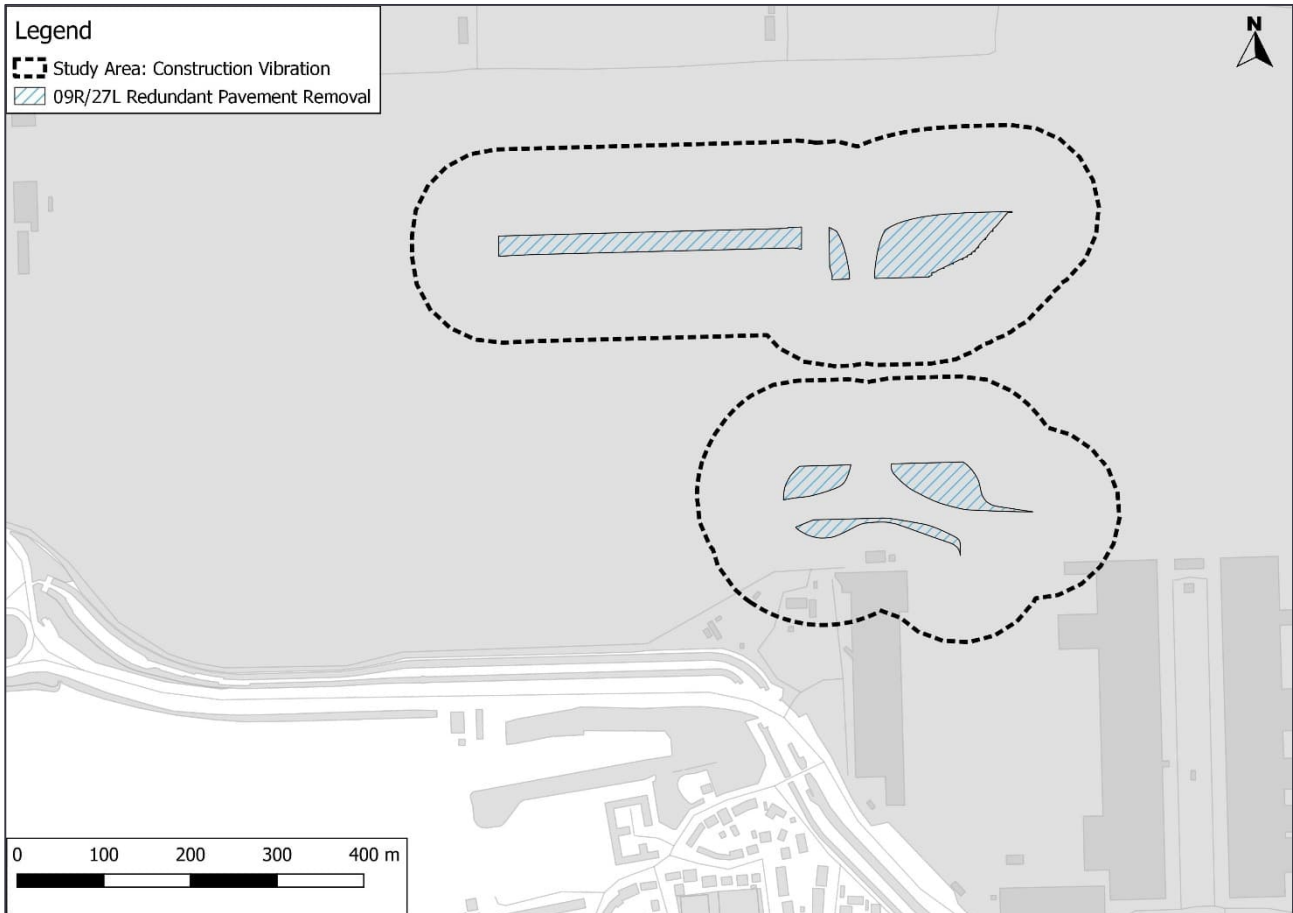 Legend
Study Area: Construction Vibration
09R/27L Redundant Pavement Removal
N
0 100 200 300 400 m